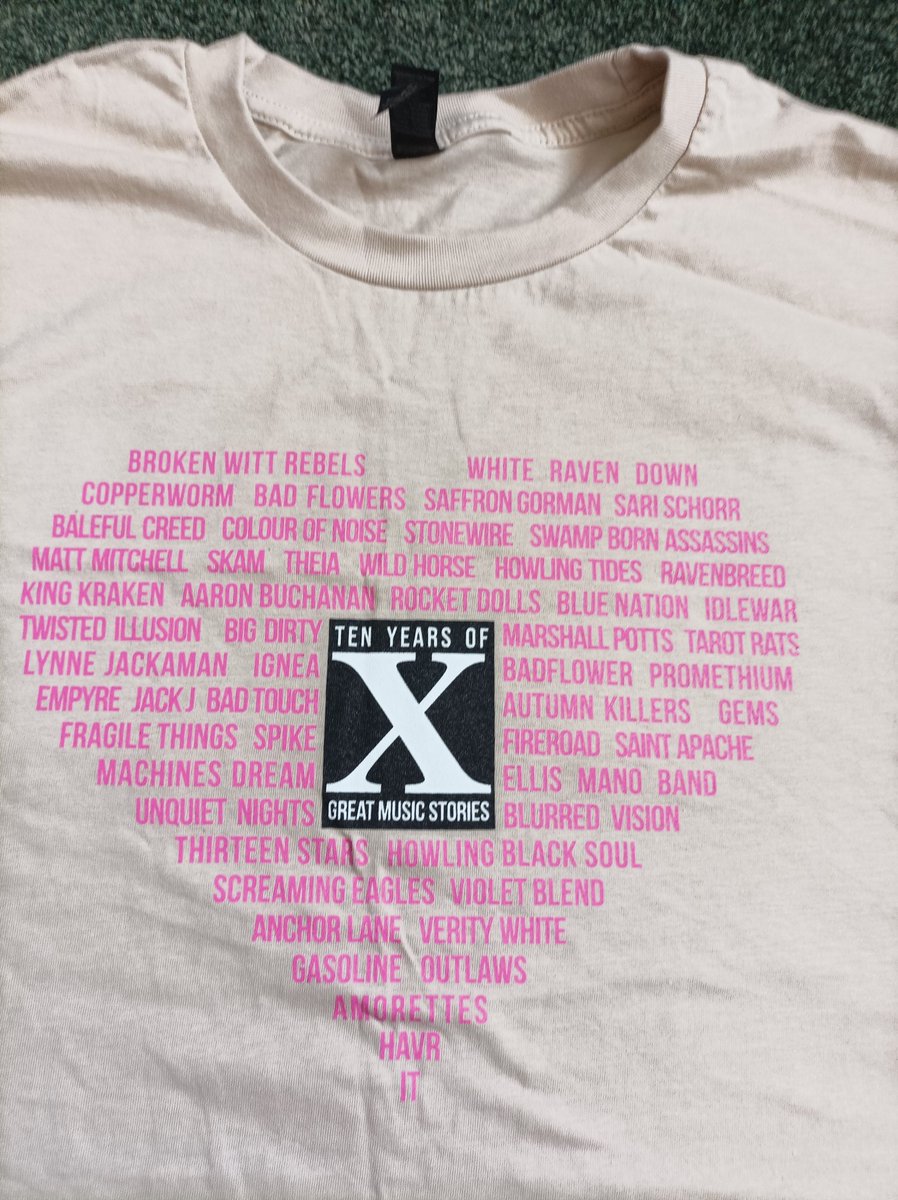 BROKEN WITT REBELS WHITE RAVEN DOWN
COPPERWORM BAD FLOWERS SAFFRON GORMAN SARI SCHORR
BALEFUL CREED COLOUR OF NOISE STONEWIRE SWAMP BORN ASSASSINS
MATT MITCHELL SKAM THEIA WILD HORSE HOWLING TIDES RAVENBREED
KING KRAKEN AARON BUCHANAN ROCKET DOLLS BLUE NATION IDLEWAR
TWISTED ILLUSION BIG DIRTY TEN YEARS OF MARSHALL POTTS TAROT RATS
LYNNE JACKAMAN IGNEA X BADFLOWER PROMETHIUM
EMPYRE JACK J BAD TOUCH AUTUMN KILLERS GEMS
FRAGILE THINGS SPIKE FIREROAD SAINT APACHE
MACHINES DREAM ELLIS MANO BAND
UNQUIET NIGHTS GREAT MUSIC STORIES BLURRED VISION
THIRTEEN STARS HOWLING BLACK SOUL
SCREAMING EAGLES VIOLET BLEND
ANCHOR LANE VERITY WHITE
GASOLINE OUTLAWS
AMORETTES
HAVR
IT